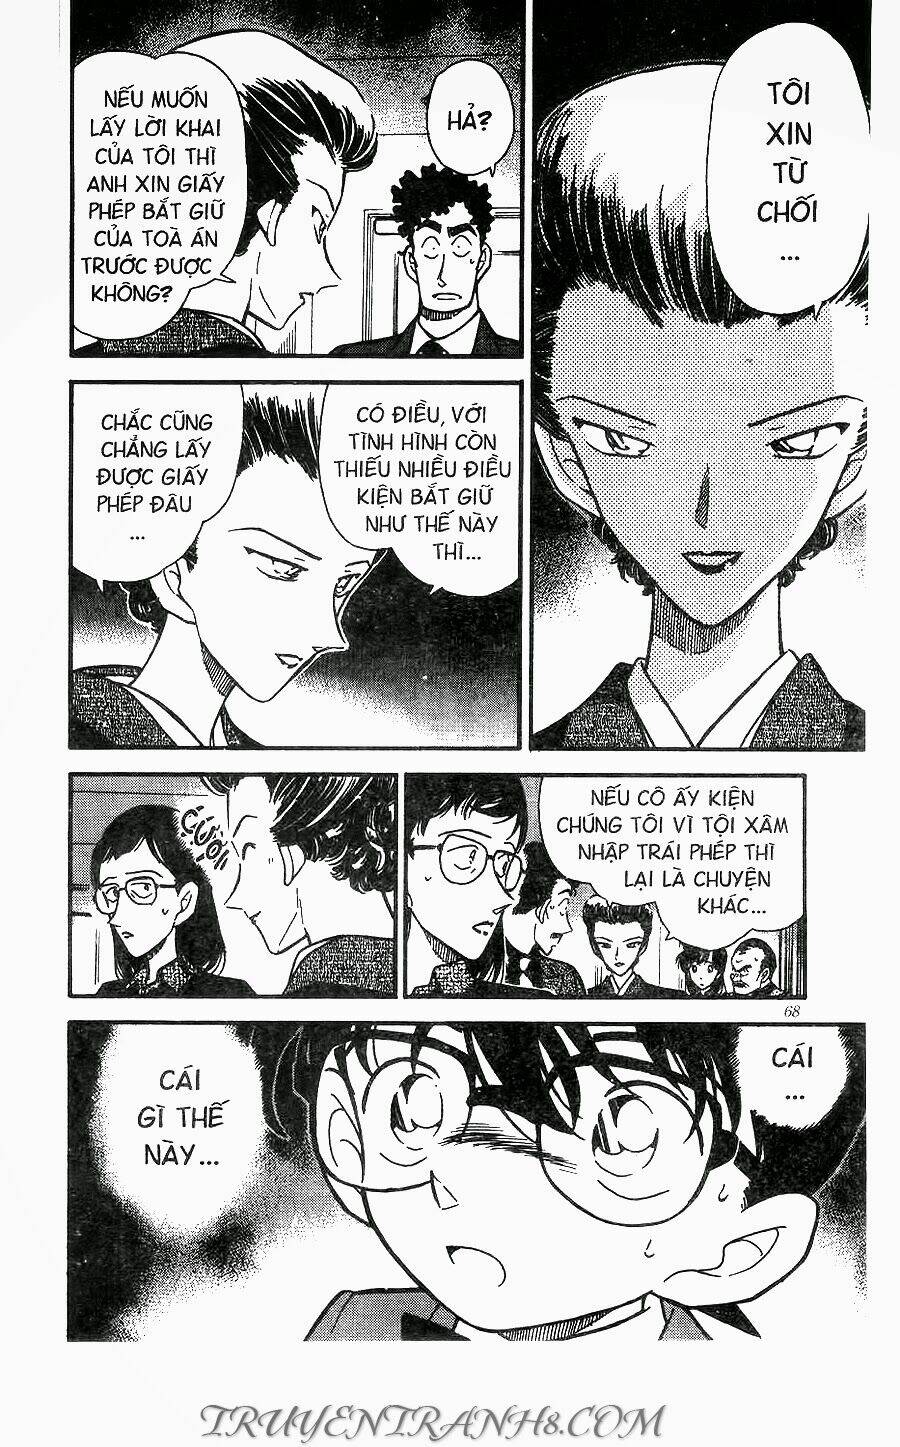 TÔI
XIN
TỪ
CHỐI
...
HẢ?
NẾU MUỐN
LẤY LỜI KHAI
CỦA TÔI THÌ
ANH XIN GIẤY
PHÉP BẮT GIỮ
CỦA TOÀ ÁN
TRƯỚC ĐƯỢC
KHÔNG?
CÓ ĐIỀU, VỚI
TÌNH HÌNH CÒN
THIẾU NHIỀU ĐIỀU
KIỆN BẮT GIỮ
NHƯ THẾ NÀY
THÌ...
CHẮC CŨNG
CHẲNG LẤY
ĐƯỢC GIẤY
PHÉP ĐÂU
...
NẾU CÔ ẤY KIỆN
CHÚNG TÔI VÌ TỘI XÂM
NHẬP TRÁI PHÉP THÌ
LẠI LÀ CHUYỆN
KHÁC...
CƯỜI
68
CÁI
...
CÁI
GÌ THẾ
NÀY...
TRUYENTRANH8.COM